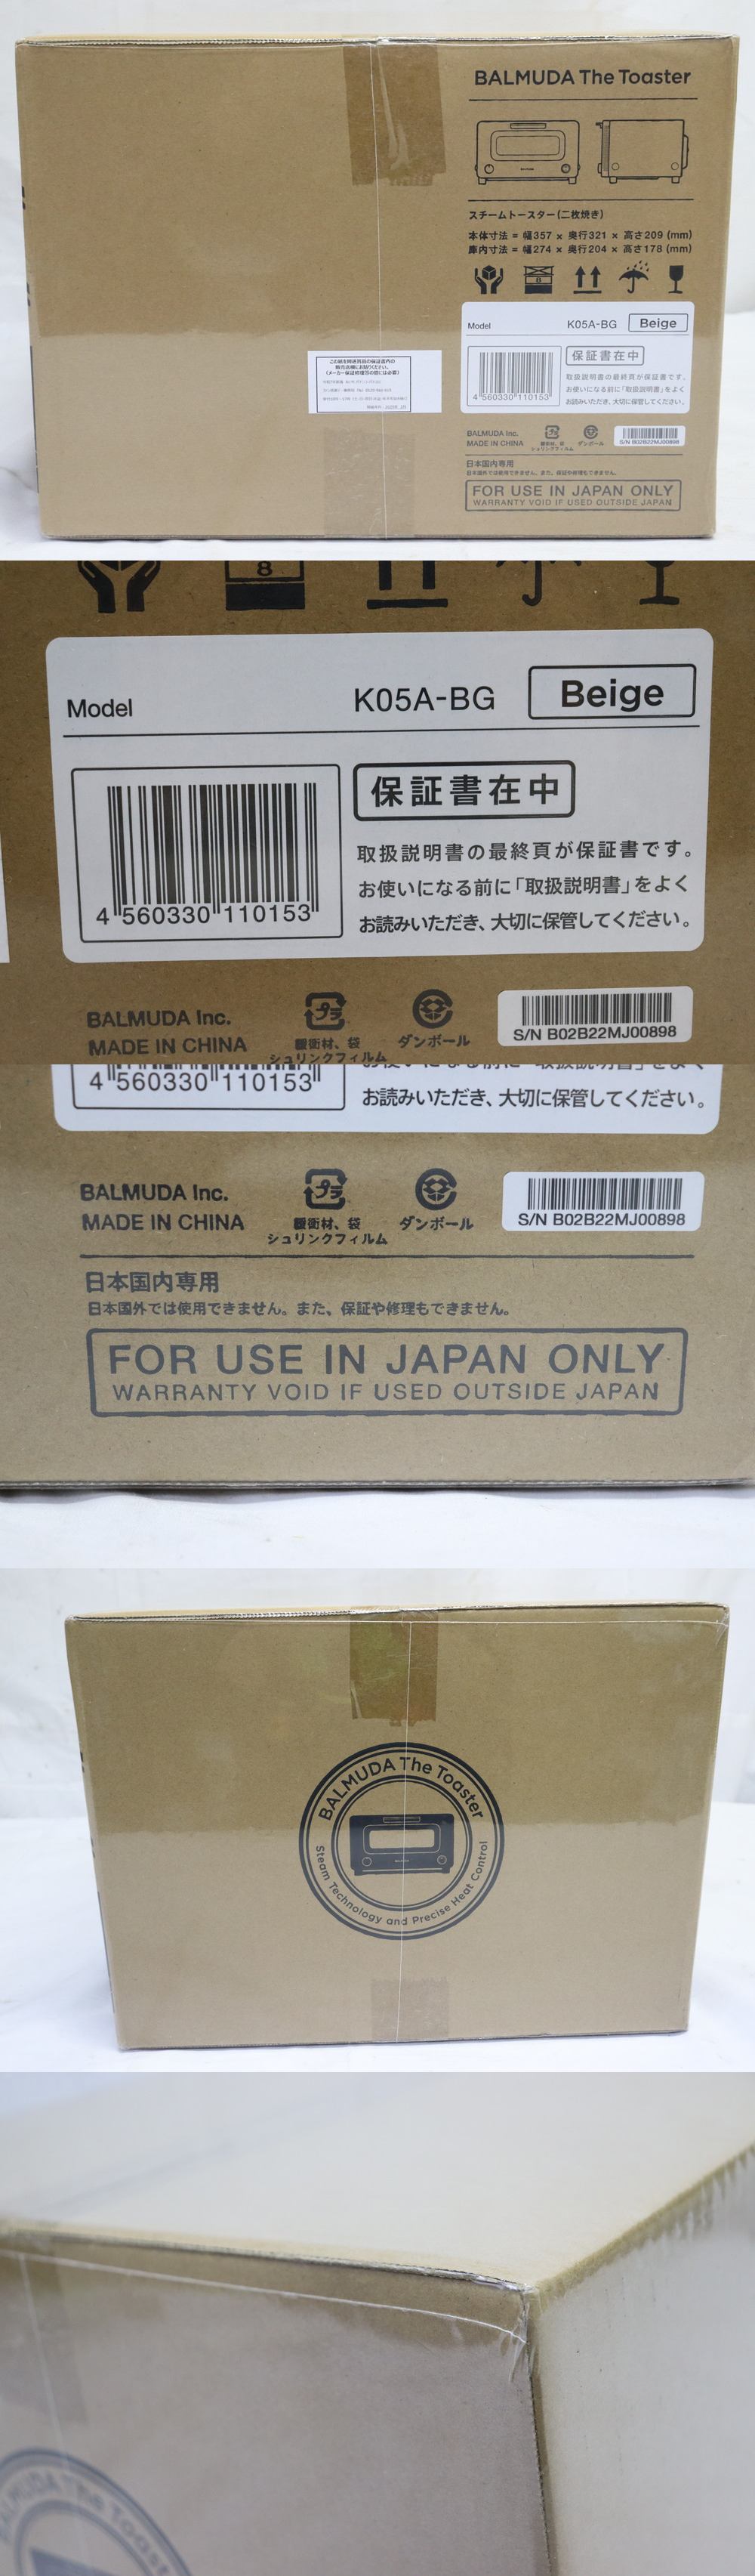 BALMUDA The Toaster
スチームトースター(二枚焼き)
本体寸法 = 幅357 × 奥行321 × 高さ209 (mm)
庫内寸法 = 幅274 × 奥行204 × 高さ178 (mm)
8
Model K05A-BG Beige
保証書在中
取扱説明書の最終頁が保証書です。
お使いになる前に「取扱説明書」をよく
お読みいただき、大切に保管してください。
4 560330 110153
BALMUDA Inc.
MADE IN CHINA
プラ
緩衝材、袋
シュリンクフィルム
ダンボール
S/N B02B22MJ00898
日本国内専用
日本国外では使用できません。また、保証や修理もできません。
FOR USE IN JAPAN ONLY
WARRANTY VOID IF USED OUTSIDE JAPAN
8
Model K05A-BG Beige
保証書在中
取扱説明書の最終頁が保証書です。
お使いになる前に「取扱説明書」をよく
お読みいただき、大切に保管してください。
4 560330 110153
BALMUDA Inc.
MADE IN CHINA
プラ
緩衝材、袋
シュリンクフィルム
ダンボール
S/N B02B22MJ00898
4 560330 110153
お読みいただき、大切に保管してください。
BALMUDA Inc.
MADE IN CHINA
プラ
緩衝材、袋
シュリンクフィルム
ダンボール
S/N B02B22MJ00898
日本国内専用
日本国外では使用できません。また、保証や修理もできません。
FOR USE IN JAPAN ONLY
WARRANTY VOID IF USED OUTSIDE JAPAN
BALMUDA The Toaster
Steam Technology and Precise Heat Control
BALMUDA The Toast